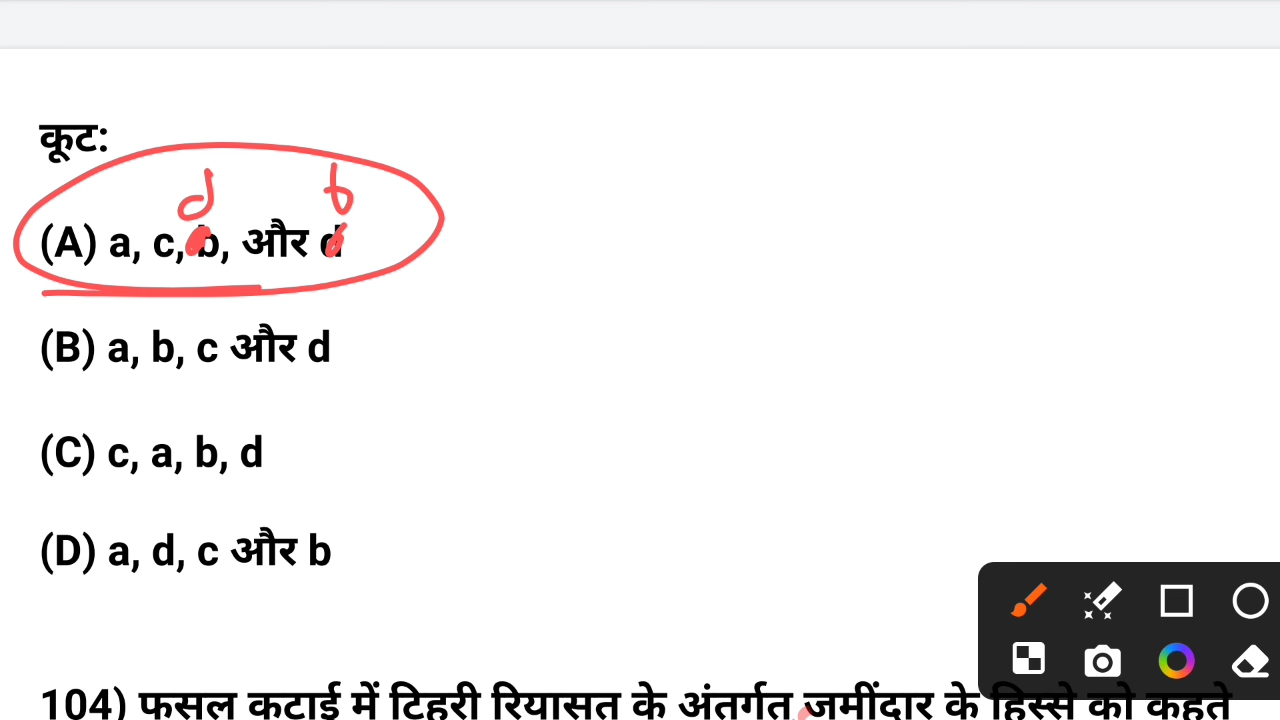 कूट:
d b
(A) a, c, b, और d
(B) a, b, c और d
(C) c, a, b, d
(D) a, d, c और b
104) फसल कटाई में टिहरी रियासत के अंतर्गत जमींदार के हिस्से को कहते